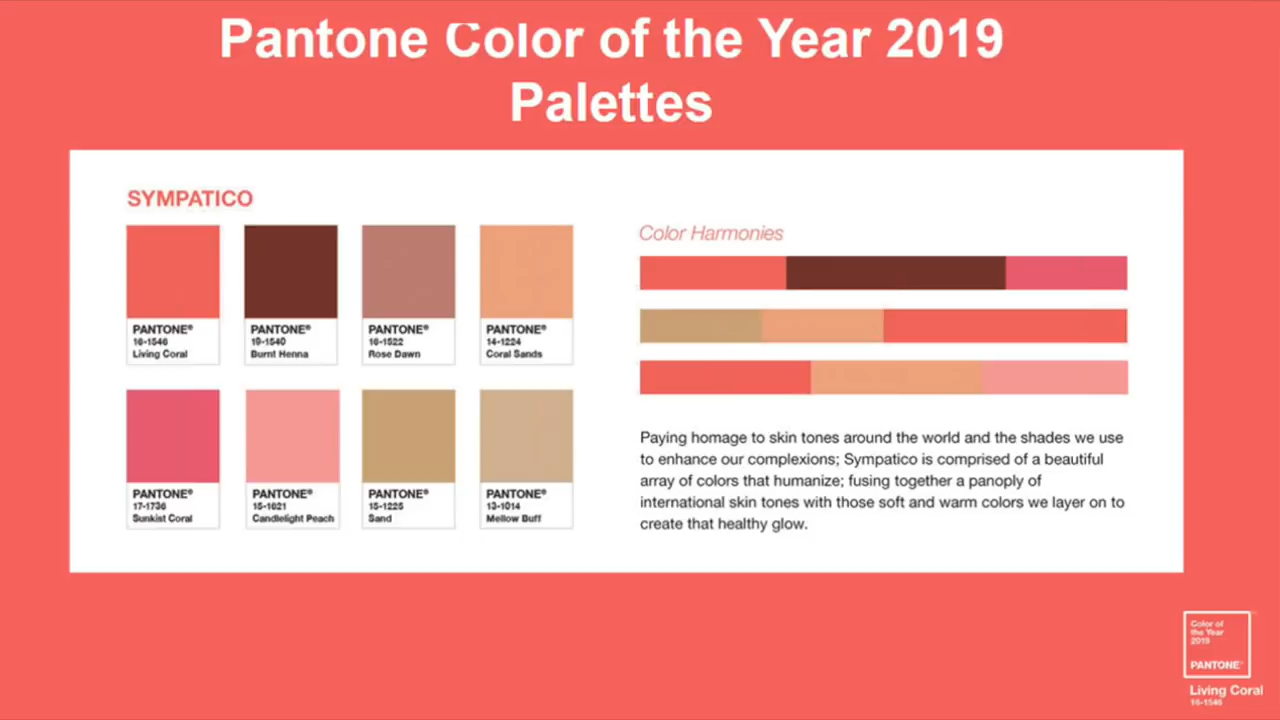 Pantone Color of the Year 2019
Palettes
SYMPATICO
PANTONE®
16-1546
Living Coral
PANTONE®
19-1540
Burnt Henna
PANTONE®
16-1522
Rose Dawn
PANTONE®
14-1224
Coral Sands
PANTONE®
17-1736
Sunkist Coral
PANTONE®
15-1621
Candlelight Peach
PANTONE®
15-1225
Sand
PANTONE®
13-1014
Mellow Buff
Color Harmonies
Paying homage to skin tones around the world and the shades we use
to enhance our complexions; Sympatico is comprised of a beautiful
array of colors that humanize; fusing together a panoply of
international skin tones with those soft and warm colors we layer on to
create that healthy glow.
Color of
the Year
2019
PANTONE®
Living Coral
16-1546